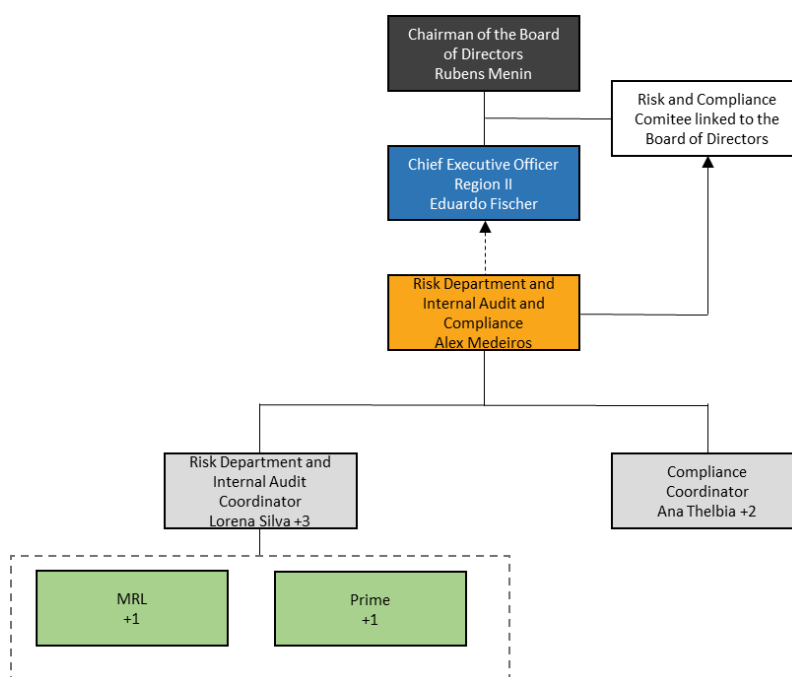 Chairman of the Board
of Directors
Rubens Menin
Risk and Compliance
Comitee linked to the
Board of Directors
Chief Executive Officer
Region II
Eduardo Fischer
Risk Department and
Internal Audit and
Compliance
Alex Medeiros
Risk Department and
Internal Audit
Coordinator
Lorena Silva +3
Compliance
Coordinator
Ana Thelbia +2
MRL
+1
Prime
+1